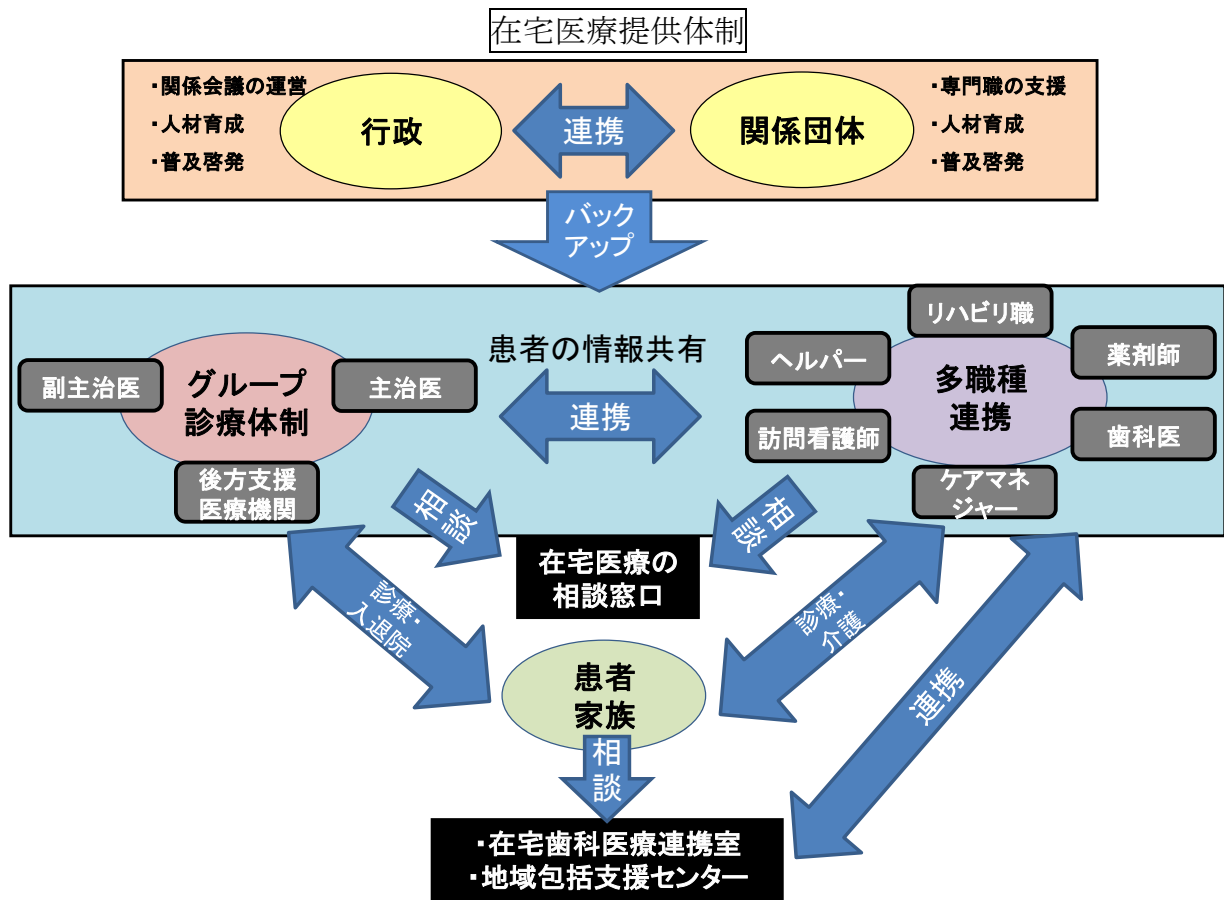 在宅医療提供体制
・関係会議の運営
・人材育成
・普及啓発
行政
連携
関係団体
・専門職の支援
・人材育成
・普及啓発
バック
アップ
患者の情報共有
連携
グループ
診療体制
副主治医
主治医
後方支援
医療機関
多職種
連携
リハビリ職
ヘルパー
薬剤師
訪問看護師
歯科医
ケアマネ
ジャー
相談
相談
在宅医療の
相談窓口
診療・
入退院
診療・
介護
連携
患者
家族
相
談
・在宅歯科医療連携室
・地域包括支援センター